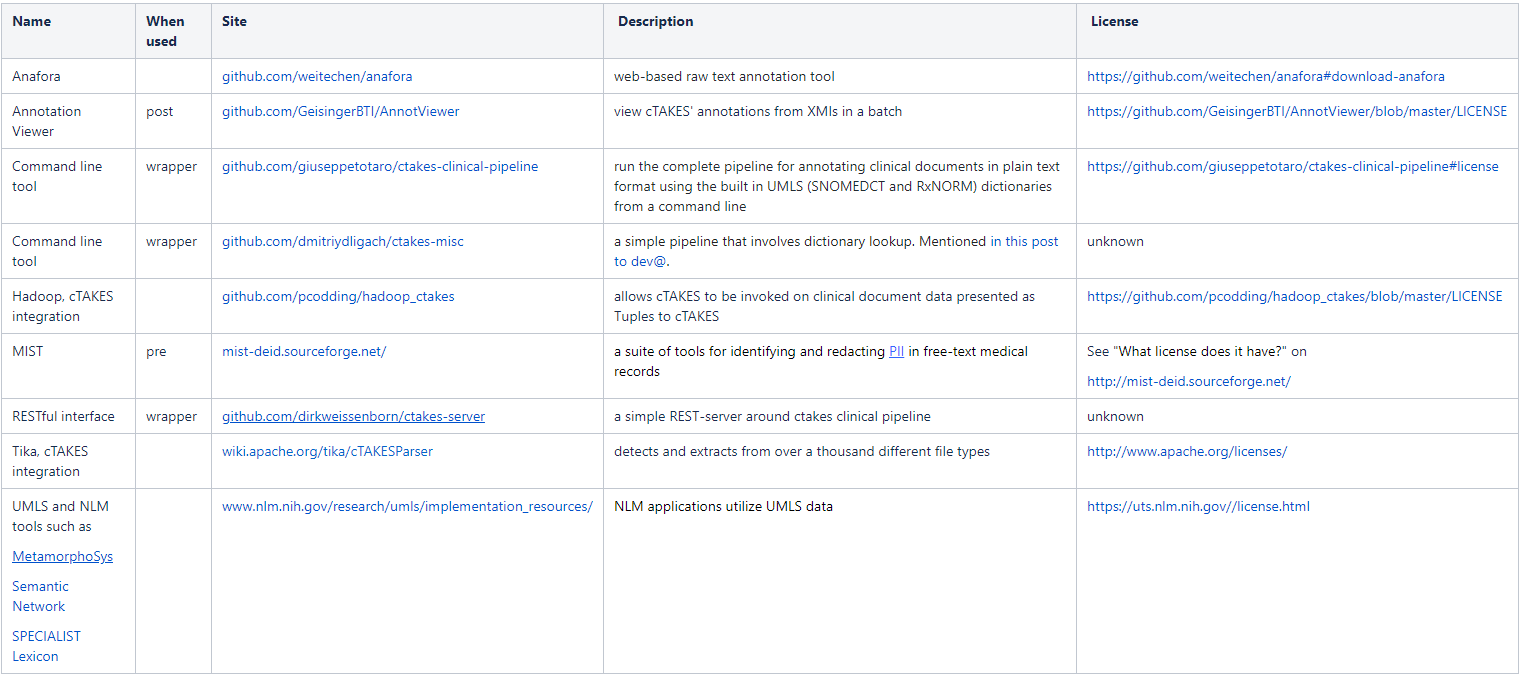 Name
When used
Site
Description
License
Anafora
github.com/weitechen/anafora
web-based raw text annotation tool
https://github.com/weitechen/anafora#download-anafora
Annotation
Viewer
post
github.com/GeisingerBTI/AnnotViewer
view cTAKES' annotations from XMIs in a batch
https://github.com/GeisingerBTI/AnnotViewer/blob/master/LICENSE
Command line
tool
wrapper
github.com/giuseppetotaro/ctakes-clinical-pipeline
run the complete pipeline for annotating clinical documents in plain text
format using the built in UMLS (SNOMEDCT and RxNORM) dictionaries
from a command line
https://github.com/giuseppetotaro/ctakes-clinical-pipeline#license
Command line
tool
wrapper
github.com/dmitriydligach/ctakes-misc
a simple pipeline that involves dictionary lookup. Mentioned in this post
to dev@.
unknown
Hadoop, cTAKES
integration
github.com/pcodding/hadoop_ctakes
allows cTAKES to be invoked on clinical document data presented as
Tuples to cTAKES
https://github.com/pcodding/hadoop_ctakes/blob/master/LICENSE
MIST
pre
mist-deid.sourceforge.net/
a suite of tools for identifying and redacting PII in free-text medical
records
See "What license does it have?" on
http://mist-deid.sourceforge.net/
RESTful interface
wrapper
github.com/dirkweissenborn/ctakes-server
a simple REST-server around ctakes clinical pipeline
unknown
Tika, cTAKES
integration
wiki.apache.org/tika/cTAKESParser
detects and extracts from over a thousand different file types
http://www.apache.org/licenses/
UMLS and NLM
tools such as
MetamorphoSys
Semantic
Network
SPECIALIST
Lexicon
www.nlm.nih.gov/research/umls/implementation_resources/
NLM applications utilize UMLS data
https://uts.nlm.nih.gov//license.html